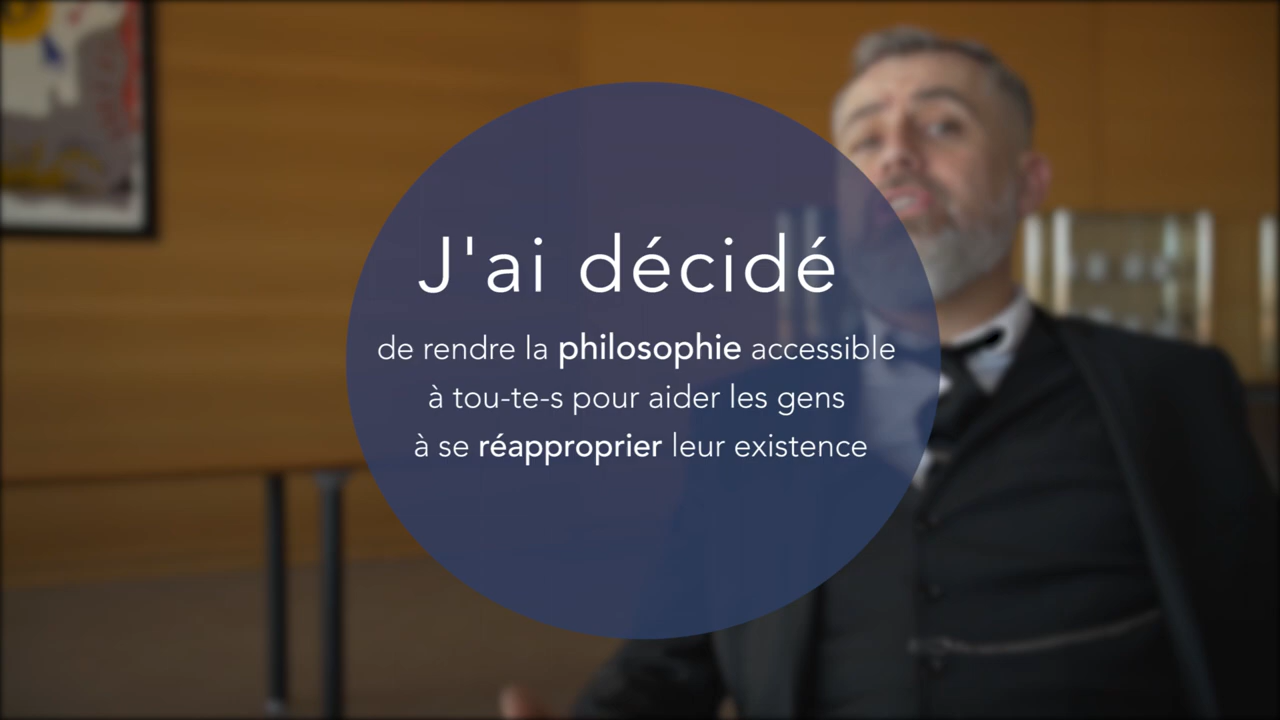 J'ai décidé
de rendre la philosophie accessible
à tou-te-s pour aider les gens
à se réapproprier leur existence